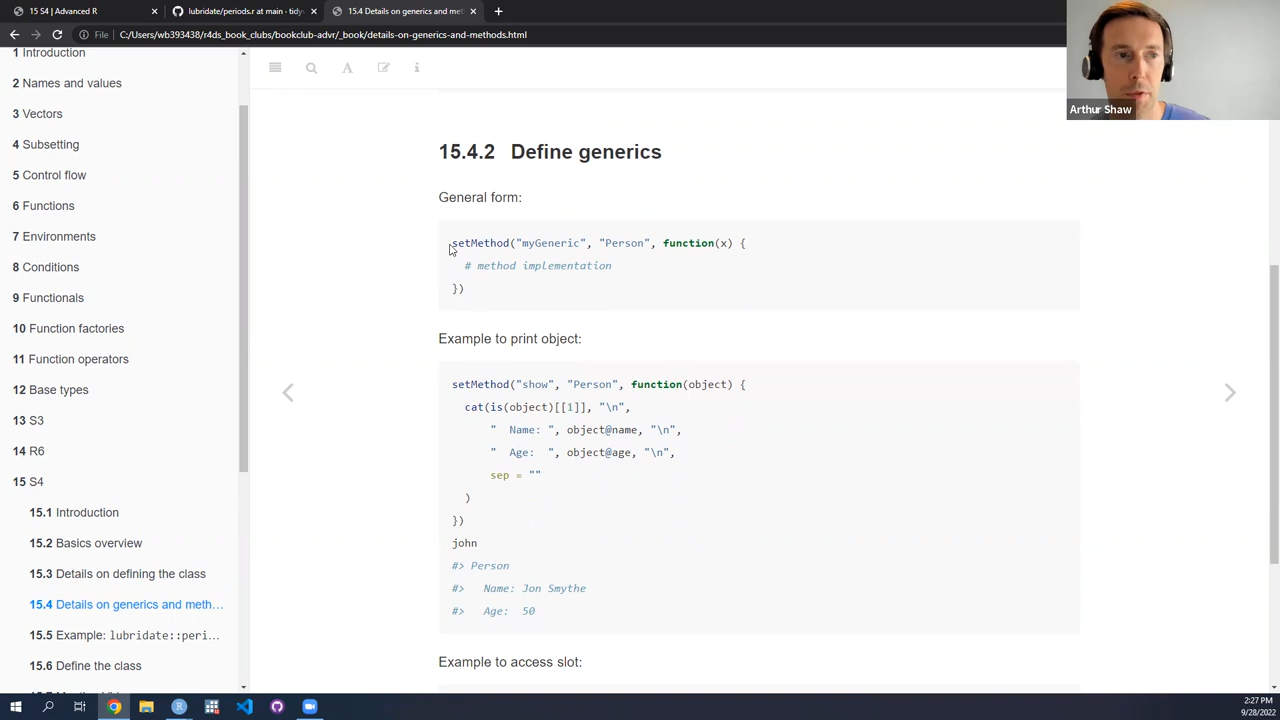 15 S4 | Advanced R
lubridate/periods.r at main · tidyv
15.4 Details on generics and met
File
C:/Users/wb393438/r4ds_book_clubs/bookclub-advr/_book/details-on-generics-and-methods.html
Arthur Shaw
1 Introduction
2 Names and values
3 Vectors
4 Subsetting
5 Control flow
6 Functions
7 Environments
8 Conditions
9 Functionals
10 Function factories
11 Function operators
12 Base types
13 S3
14 R6
15 S4
15.1 Introduction
15.2 Basics overview
15.3 Details on defining the class
15.4 Details on generics and meth…
15.5 Example: lubridate::peri…
15.6 Define the class
15.4.2 Define generics
General form:
setMethod("myGeneric", "Person", function(x) {
# method implementation
})
Example to print object:
setMethod("show", "Person", function(object) {
cat(is(object)[[1]], "\n",
"  Name: ", object@name, "\n",
"  Age:  ", object@age, "\n",
sep = ""
)
})
john
#> Person
#>   Name: Jon Smythe
#>   Age:  50
Example to access slot:
2:27 PM
9/28/2022